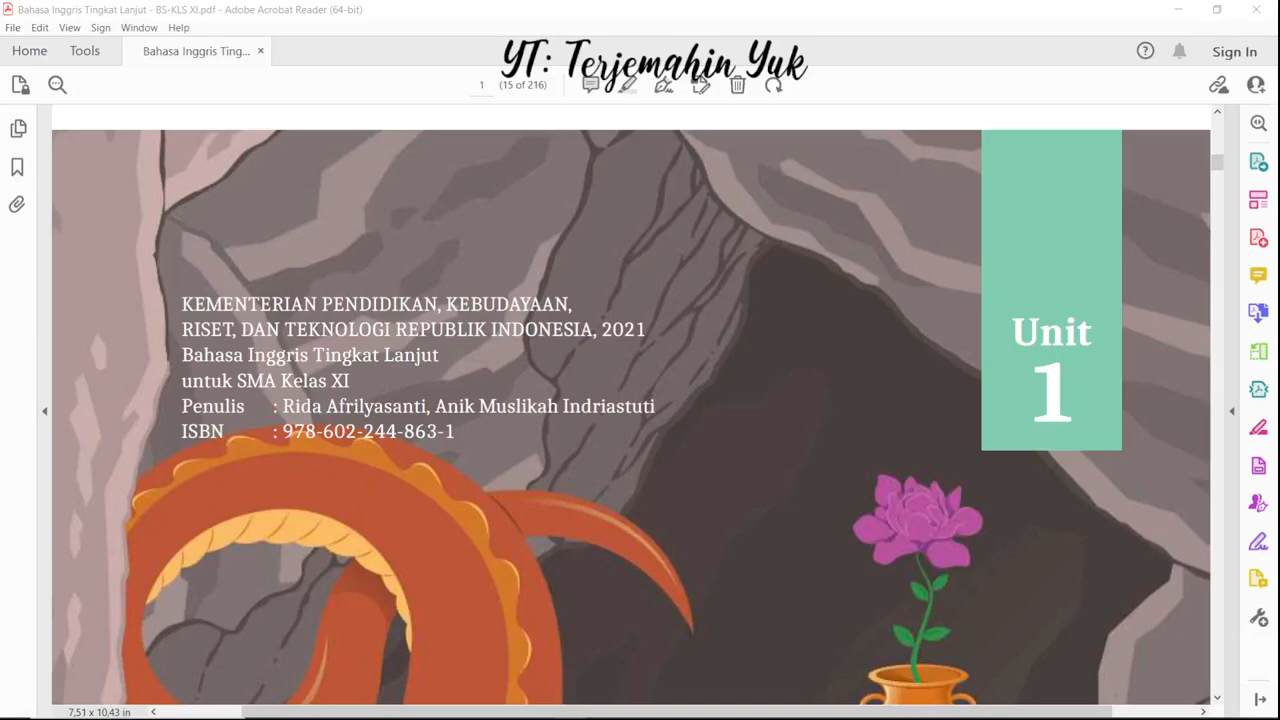 Bahasa Inggris Tingkat Lanjut - BS-KLS XI.pdf - Adobe Acrobat Reader (64-bit)
File Edit View Sign Window Help
Home Tools Bahasa Inggris Ting... × Sign In
YT: Terjemahin Yuk
1 (15 of 216)
Unit
1
KEMENTERIAN PENDIDIKAN, KEBUDAYAAN,
RISET, DAN TEKNOLOGI REPUBLIK INDONESIA, 2021
Bahasa Inggris Tingkat Lanjut
untuk SMA Kelas XI
Penulis : Rida Afrilyasanti, Anik Muslikah Indriastuti
ISBN : 978-602-244-863-1
7,51 x 10,43 in